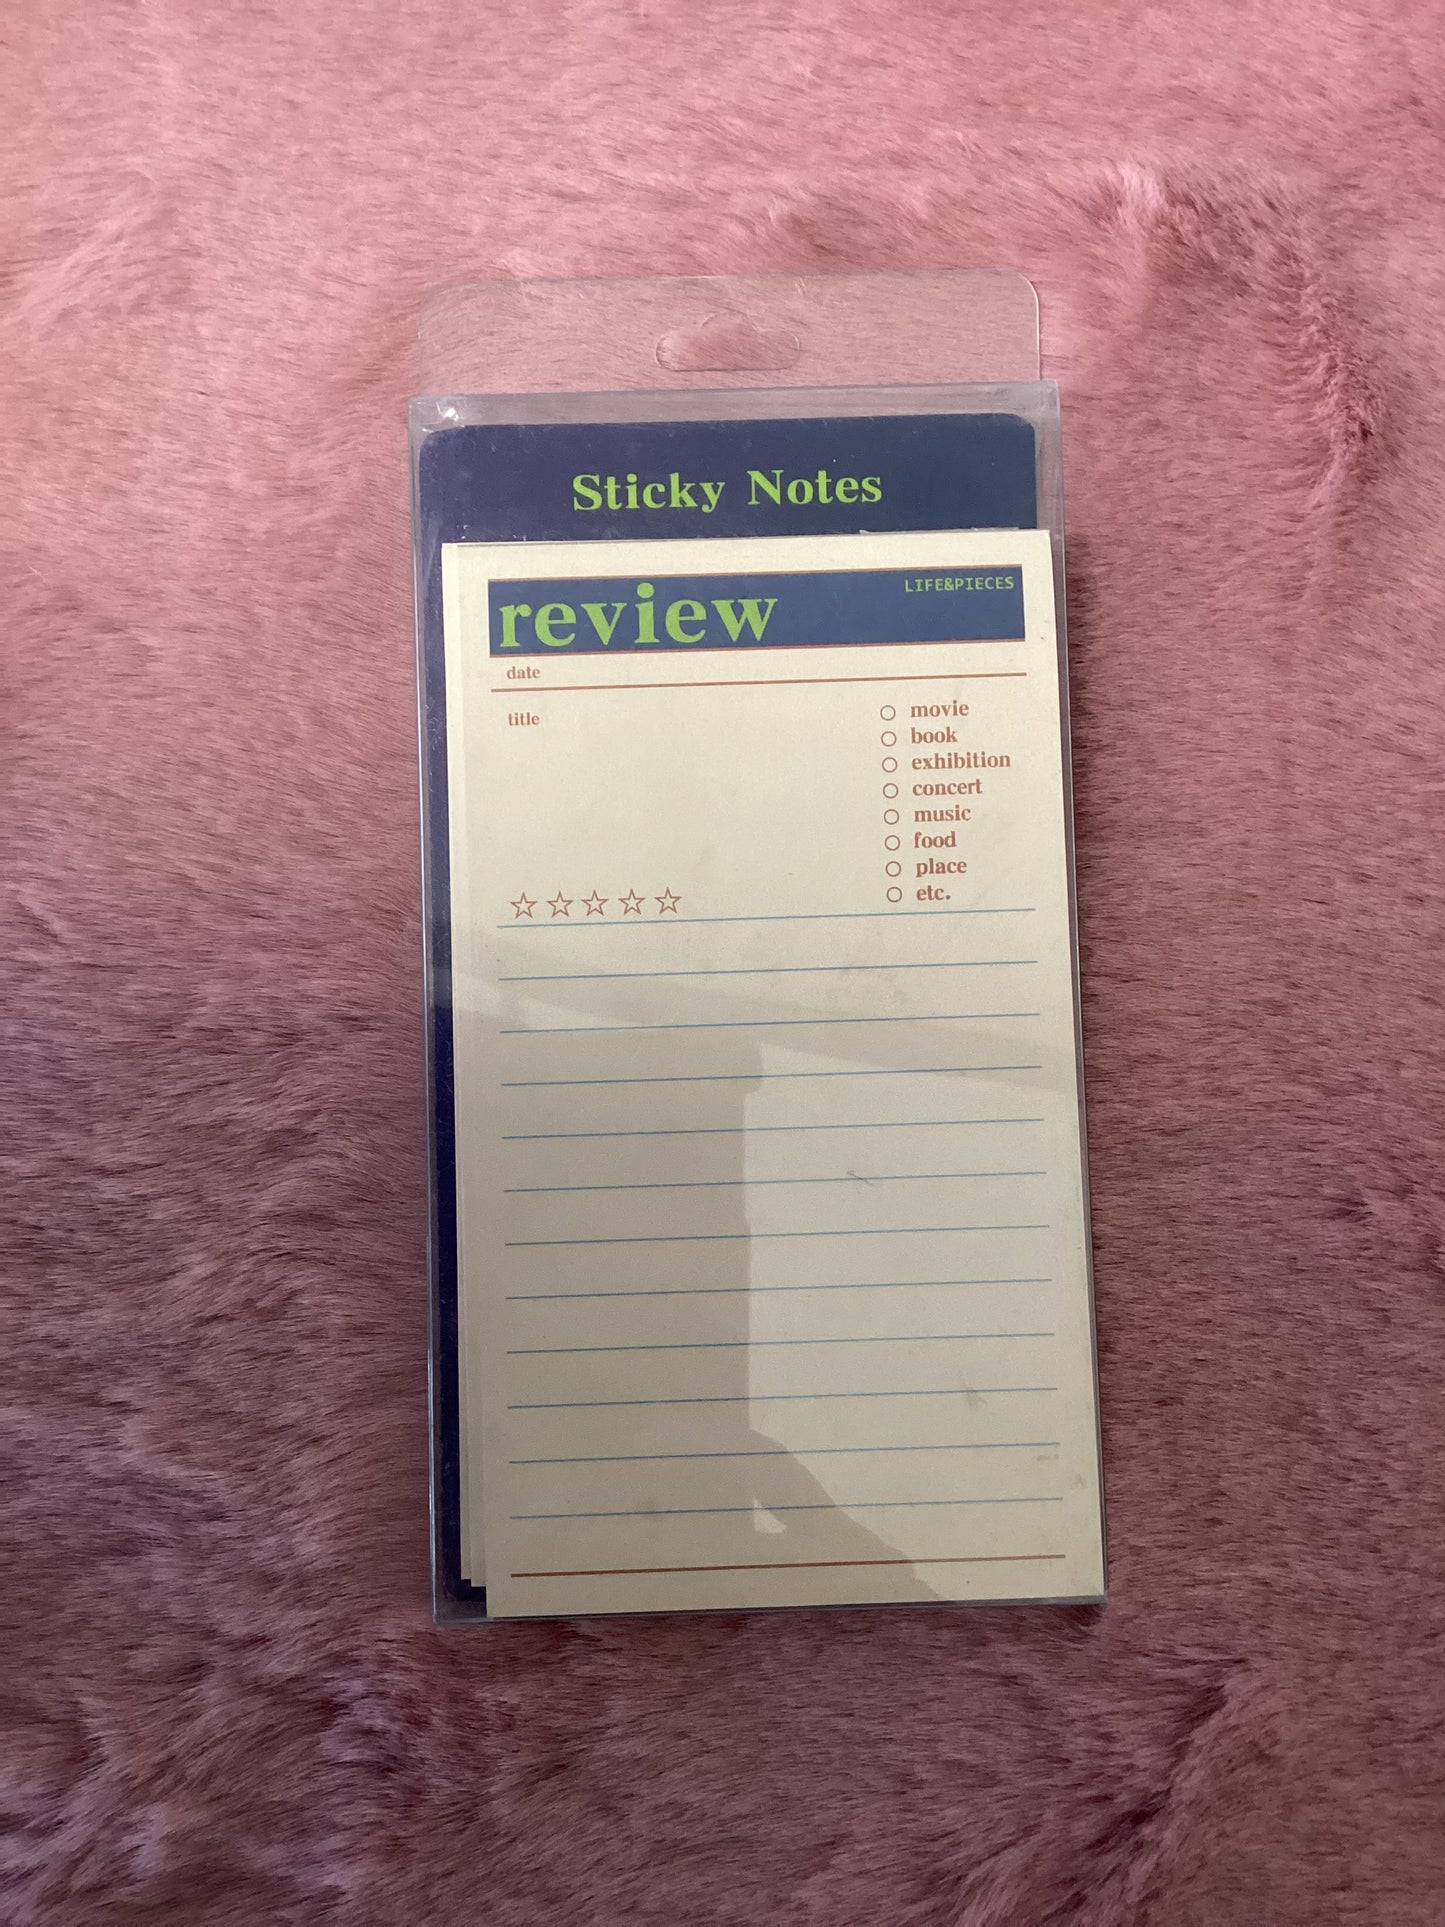 Sticky Notes
review
LIFE&PIECES
date
title
movie
book
exhibition
concert
music
food
place
etc.